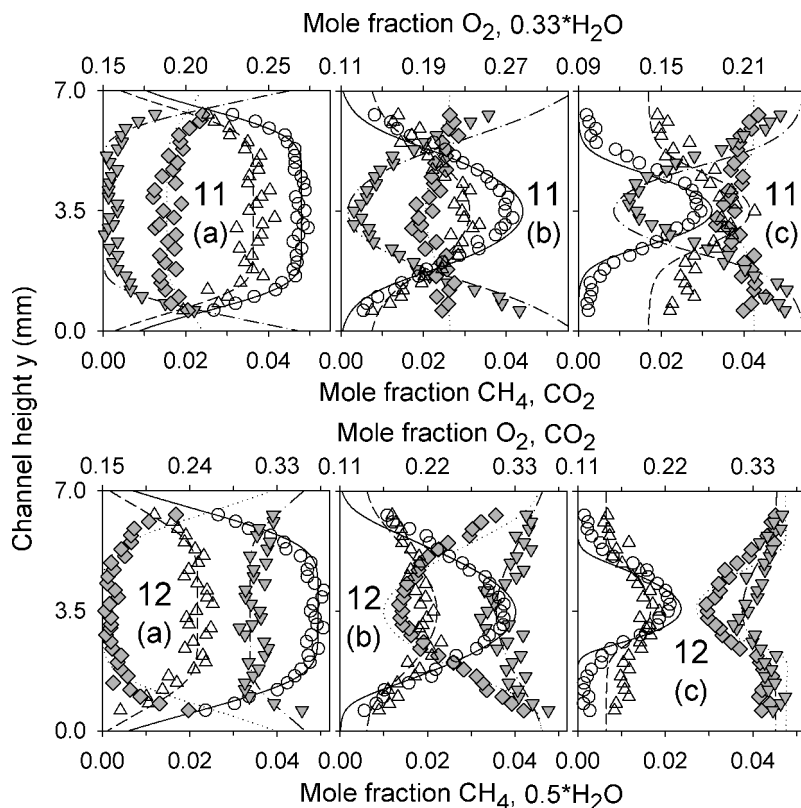 Mole fraction O2, 0.33*H2O
0.15 0.20 0.25 0.11 0.19 0.27 0.09 0.15 0.21
7.0
3.5
0.0
11
(a)
11
(b)
11
(c)
0.00 0.02 0.04 0.00 0.02 0.04 0.00 0.02 0.04
Mole fraction CH4, CO2
Channel height y (mm)
Mole fraction O2, CO2
0.15 0.24 0.33 0.11 0.22 0.33 0.11 0.22 0.33
7.0
3.5
0.0
12
(a)
12
(b)
12
(c)
0.00 0.02 0.04 0.00 0.02 0.04 0.00 0.02 0.04
Mole fraction CH4, 0.5*H2O